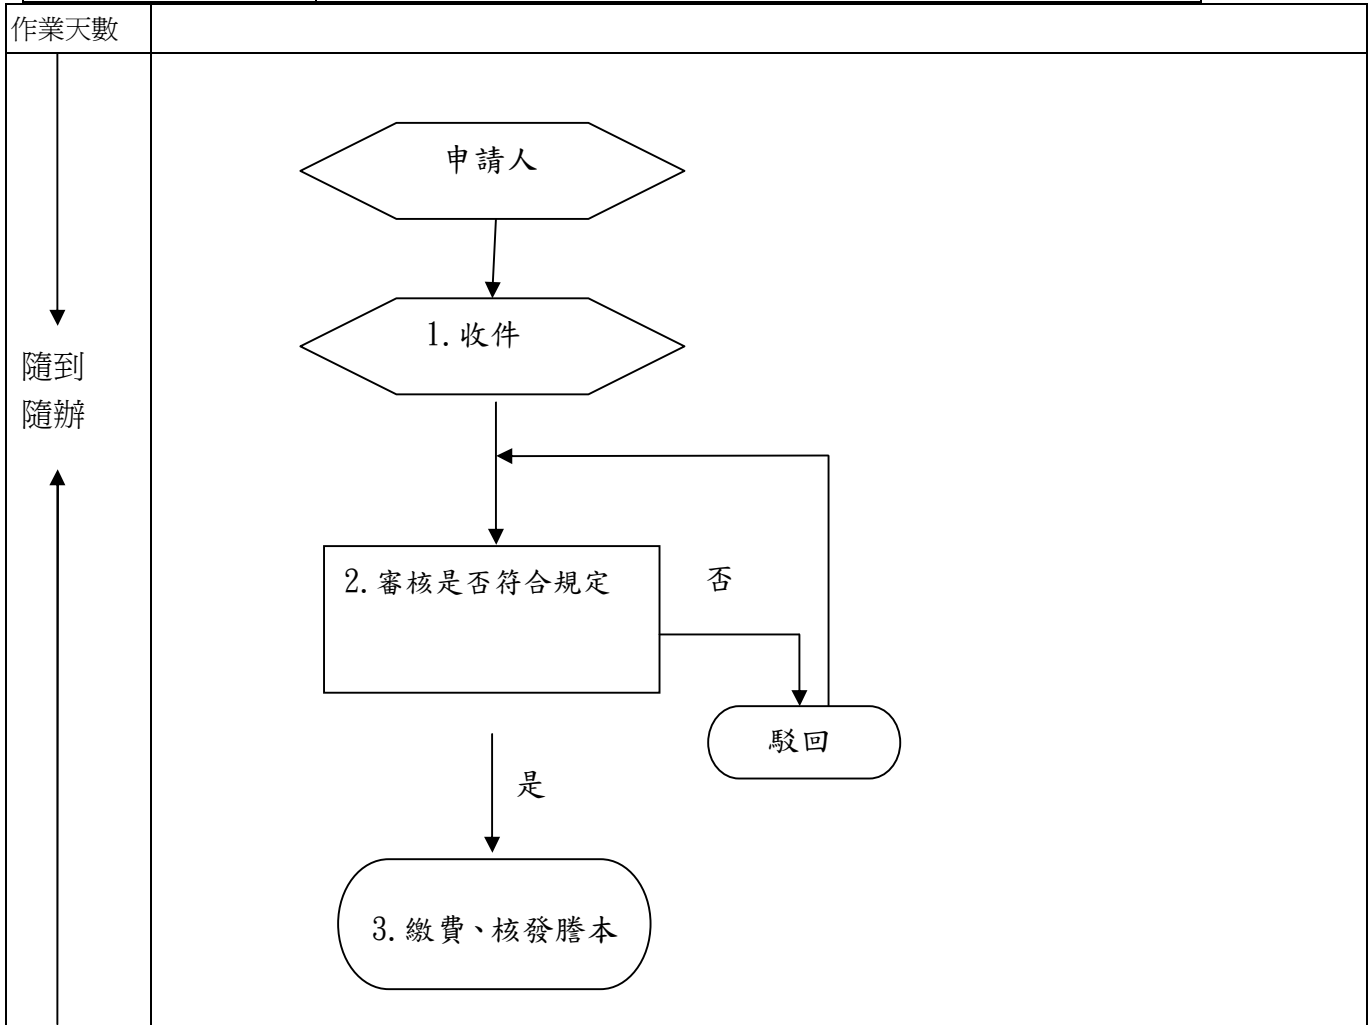 作業天數
申請人
1.收件
隨到
隨辦
2.審核是否符合規定
否
駁回
是
3.繳費、核發謄本